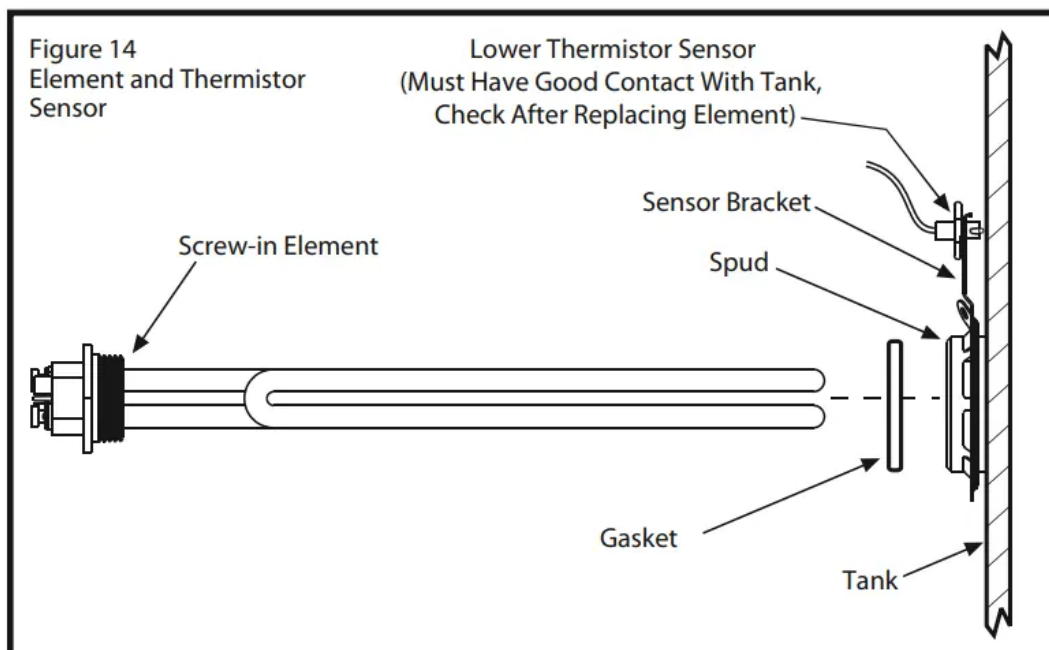 Figure 14
Element and Thermistor
Sensor
Lower Thermistor Sensor
(Must Have Good Contact With Tank,
Check After Replacing Element)
Sensor Bracket
Screw-in Element
Spud
Gasket
Tank